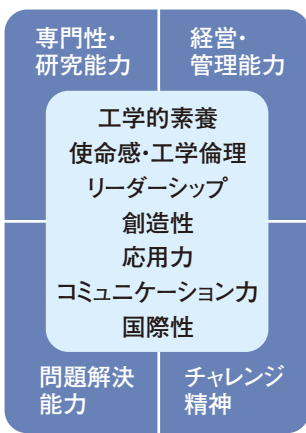 専門性・
研究能力
経営・
管理能力
工学的素養
使命感・工学倫理
リーダーシップ
創造性
応用力
コミュニケーション力
国際性
問題解決
能力
チャレンジ
精神